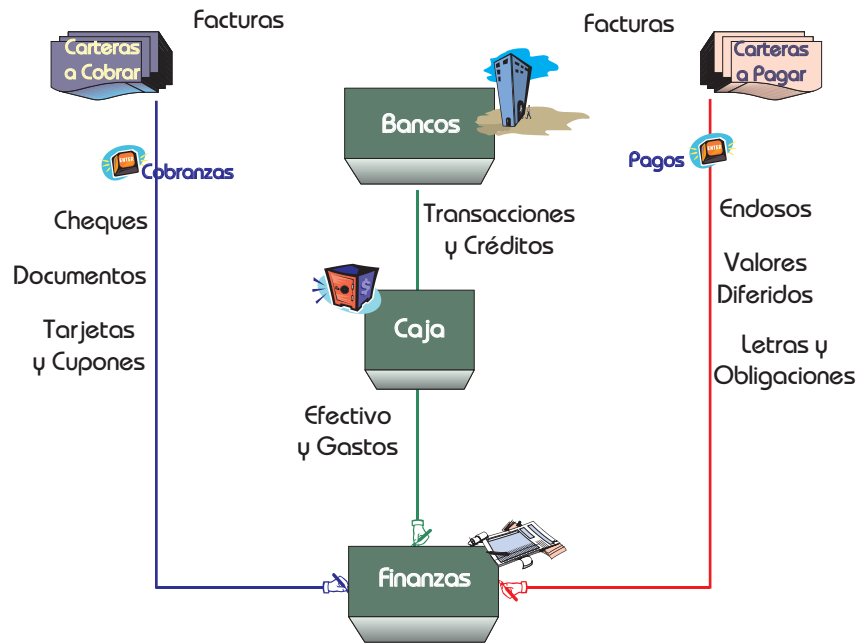 Facturas
Carteras
a Cobrar
Cobranzas
Cheques
Documentos
Tarjetas
y Cupones
Bancos
Transacciones
y Créditos
Caja
Efectivo
y Gastos
Finanzas
Facturas
Carteras
a Pagar
Pagos
Endosos
Valores
Diferidos
Letras y
Obligaciones